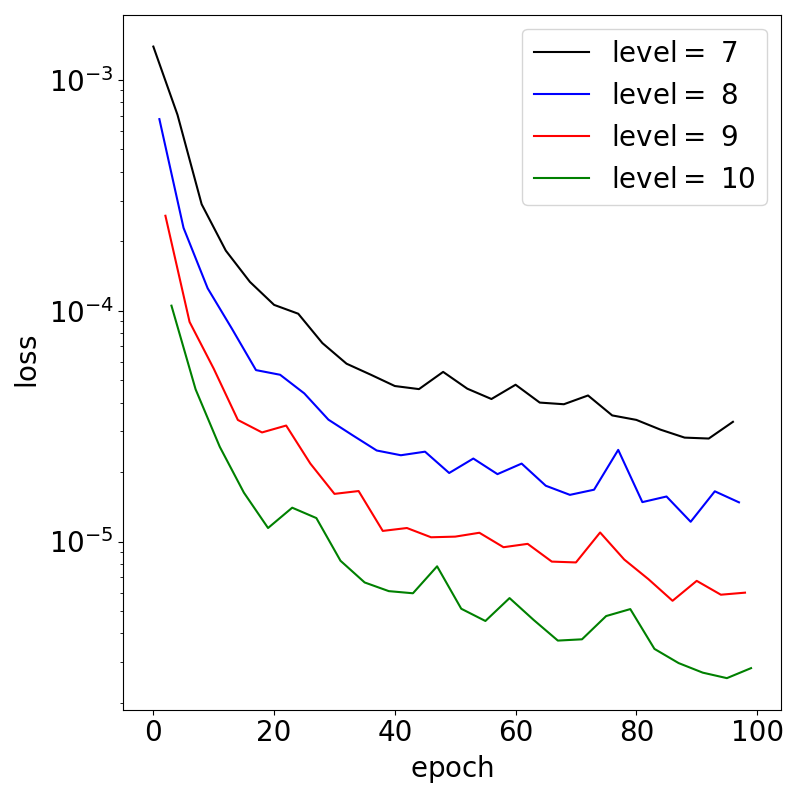 level= 7
level= 8
level= 9
level= 10
10⁻³
10⁻⁴
10⁻⁵
loss
0 20 40 60 80 100
epoch